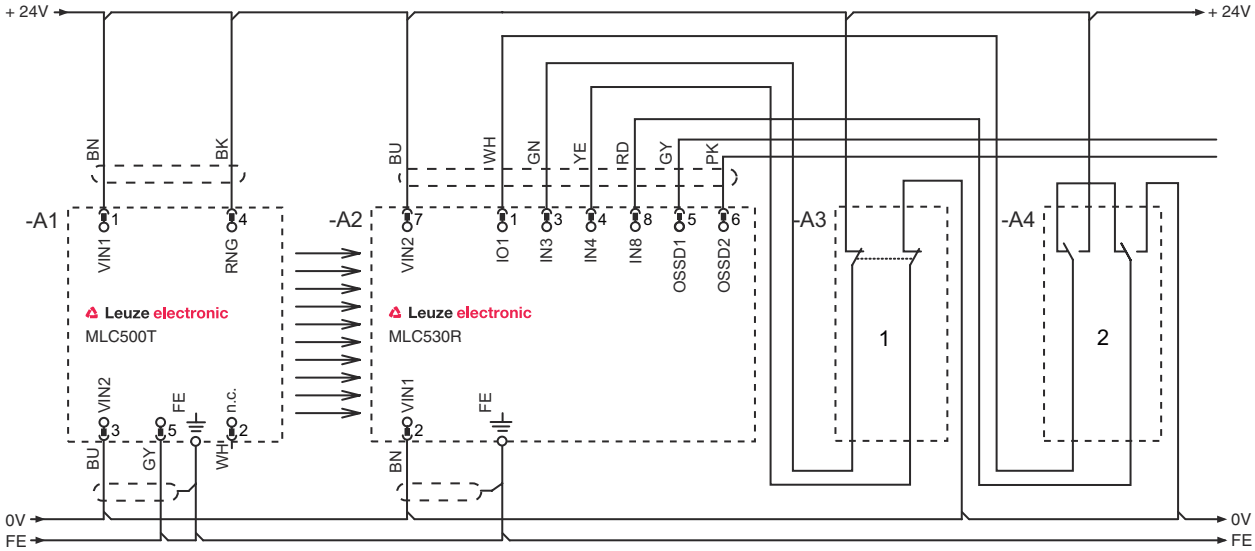 + 24V
+ 24V
BN
BK
BU
WH
GN
YE
RD
GY
PK
-A1
1
4
-A2
7
1
3
4
8
5
6
-A3
-A4
VIN1
RNG
VIN2
IO1
IN3
IN4
IN8
OSSD1
OSSD2
Leuze electronic
MLC500T
Leuze electronic
MLC530R
1
2
VIN2
FE
n.c.
VIN1
FE
3
5
2
2
BU
GY
WH
BN
0V
0V
FE
FE